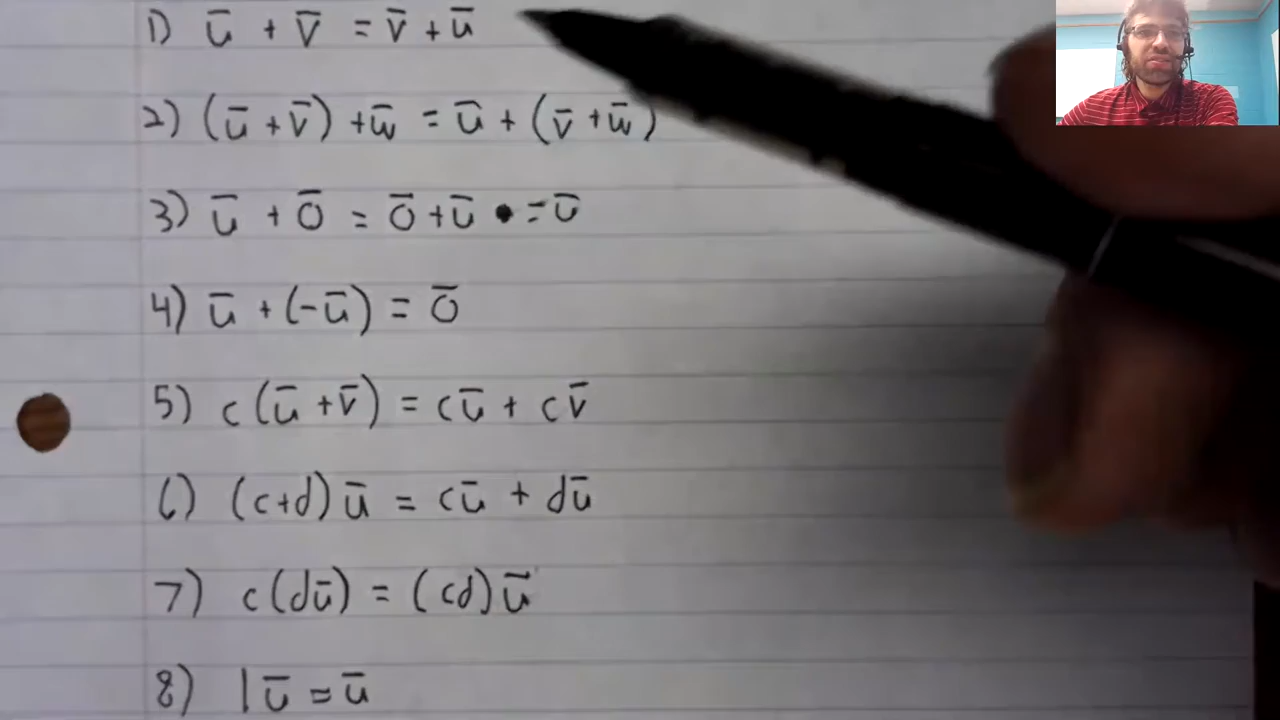 1) ū + v̄ = v̄ + ū
2) (ū + v̄) + w̄ = ū + (v̄ + w̄)
3) ū + 0̄ = 0̄ + ū • = ū
4) ū + (-ū) = 0̄
5) c(ū + v̄) = cū + cv̄
6) (c+d)ū = cū + dū
7) c(dū) = (cd)ū
8) 1ū = ū